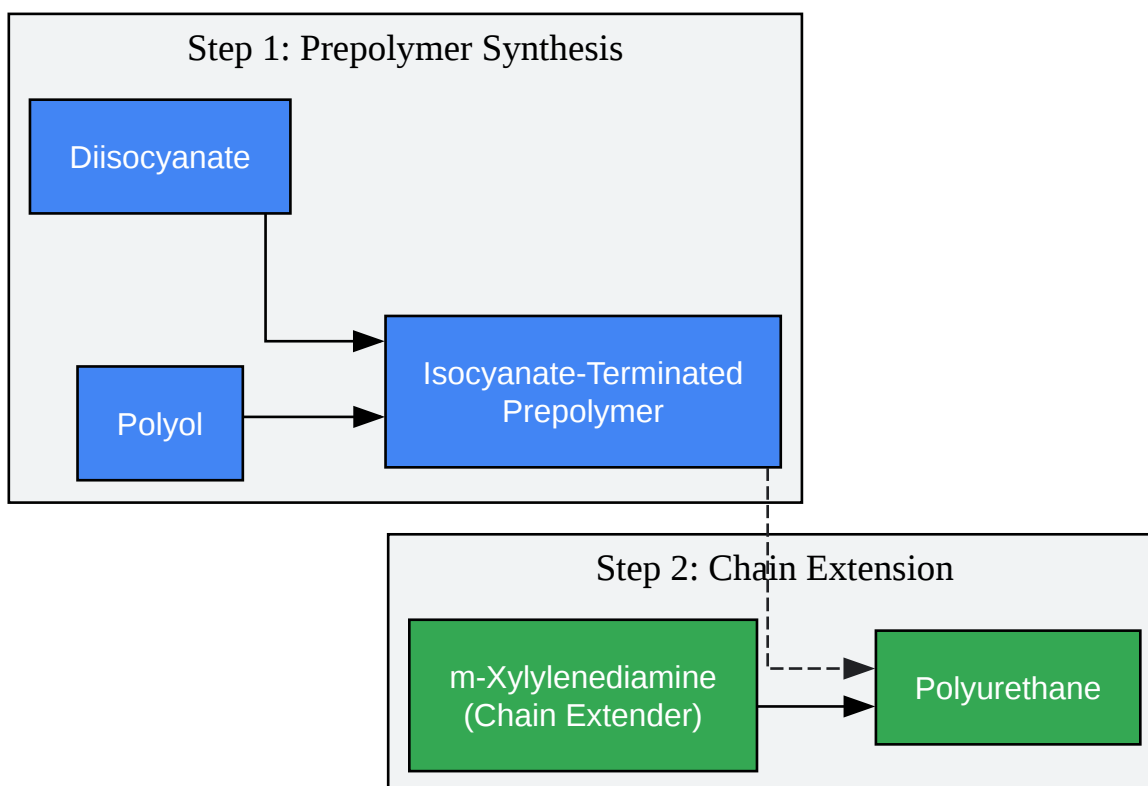 Step 1: Prepolymer Synthesis
Diisocyanate
Polyol
Isocyanate-Terminated
Prepolymer
Step 2: Chain Extension
m-Xylylenediamine
(Chain Extender)
Polyurethane